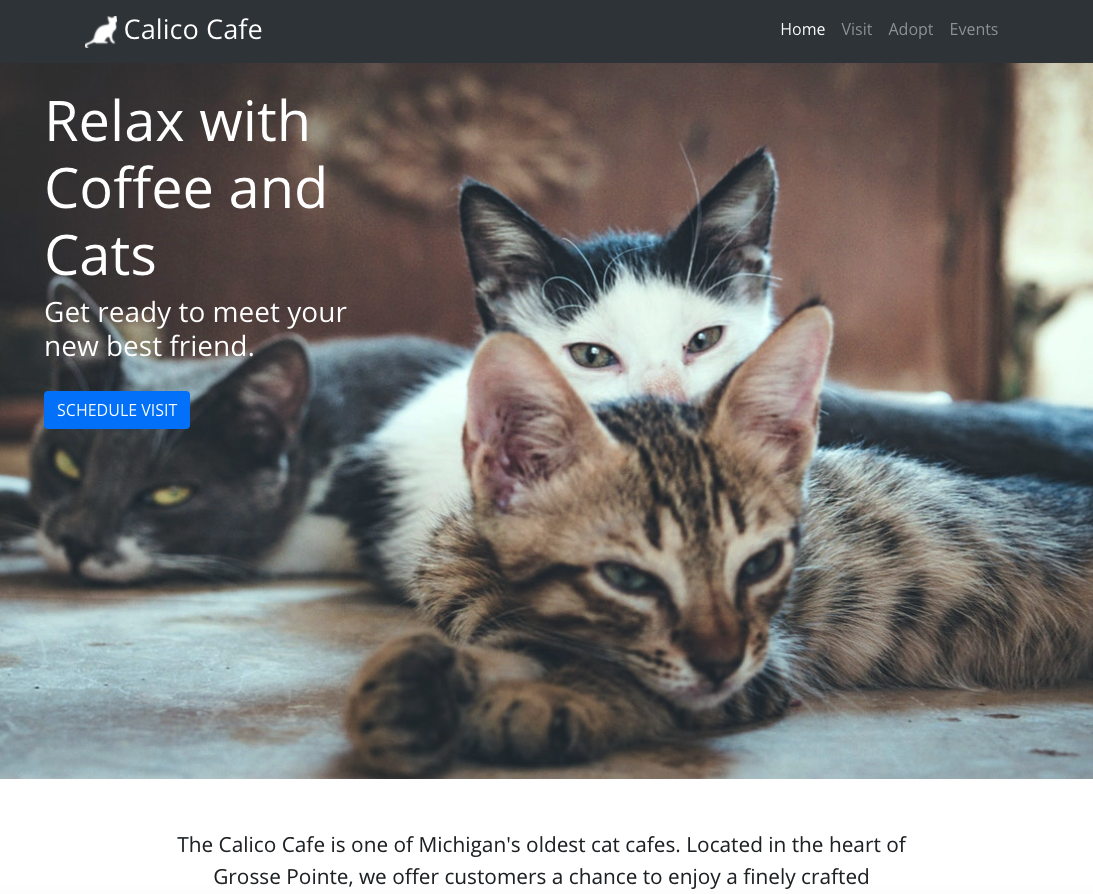 Calico Cafe
Home Visit Adopt Events
Relax with
Coffee and
Cats
Get ready to meet your
new best friend.
SCHEDULE VISIT
The Calico Cafe is one of Michigan's oldest cat cafes. Located in the heart of
Grosse Pointe, we offer customers a chance to enjoy a finely crafted